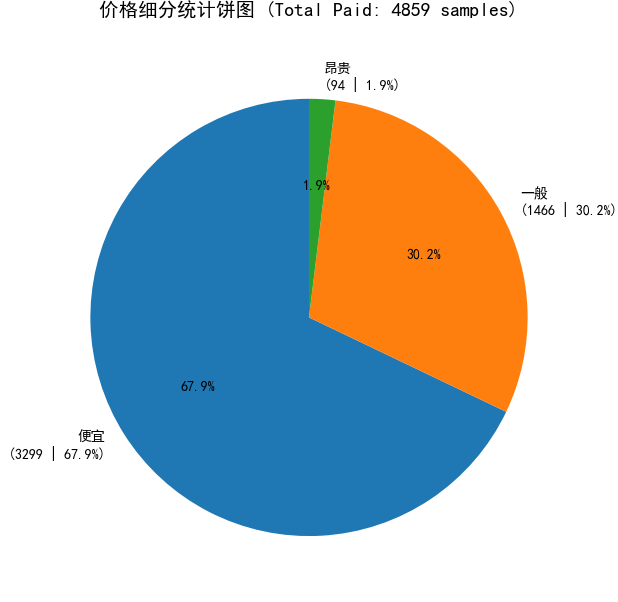 价格细分统计饼图 (Total Paid: 4859 samples)
昂贵
(94 | 1.9%)
1.9%
一般
(1466 | 30.2%)
30.2%
67.9%
便宜
(3299 | 67.9%)